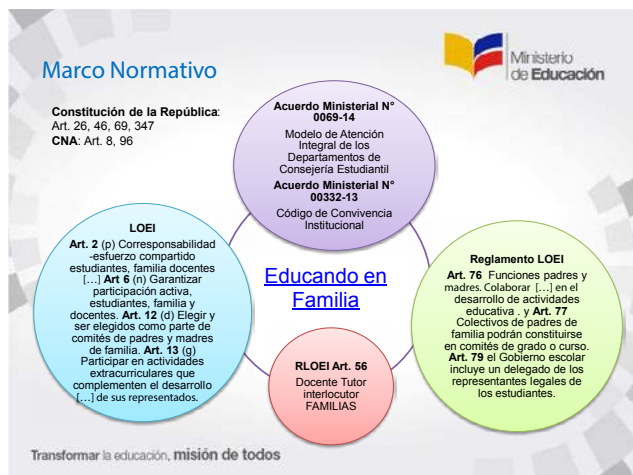 Marco Normativo
Ministerio
de Educación
Constitución de la República:
Art. 26, 46, 69, 347
CNA: Art. 8, 96
Acuerdo Ministerial N°
0069-14
Modelo de Atención
Integral de los
Departamentos de
Consejería Estudiantil
Acuerdo Ministerial N°
00332-13
Código de Convivencia
Institucional
LOEI
Art. 2 (p) Corresponsabilidad
-esfuerzo compartido
estudiantes, familia docentes
[…] Art 6 (n) Garantizar
participación activa,
estudiantes, familia y
docentes. Art. 12 (d) Elegir y
ser elegidos como parte de
comités de padres y madres
de familia. Art. 13 (g)
Participar en actividades
extracurriculares que
complementen el desarrollo
[…] de sus representados.
Educando en
Familia
Reglamento LOEI
Art. 76 Funciones padres y
madres. Colaborar […] en el
desarrollo de actividades
educativa . y Art. 77
Colectivos de padres de
familia podrán constituirse
en comités de grado o curso.
Art. 79 el Gobierno escolar
incluye un delegado de los
representantes legales de
los estudiantes.
RLOEI Art. 56
Docente Tutor
interlocutor
FAMILIAS
Transformar la educación, misión de todos